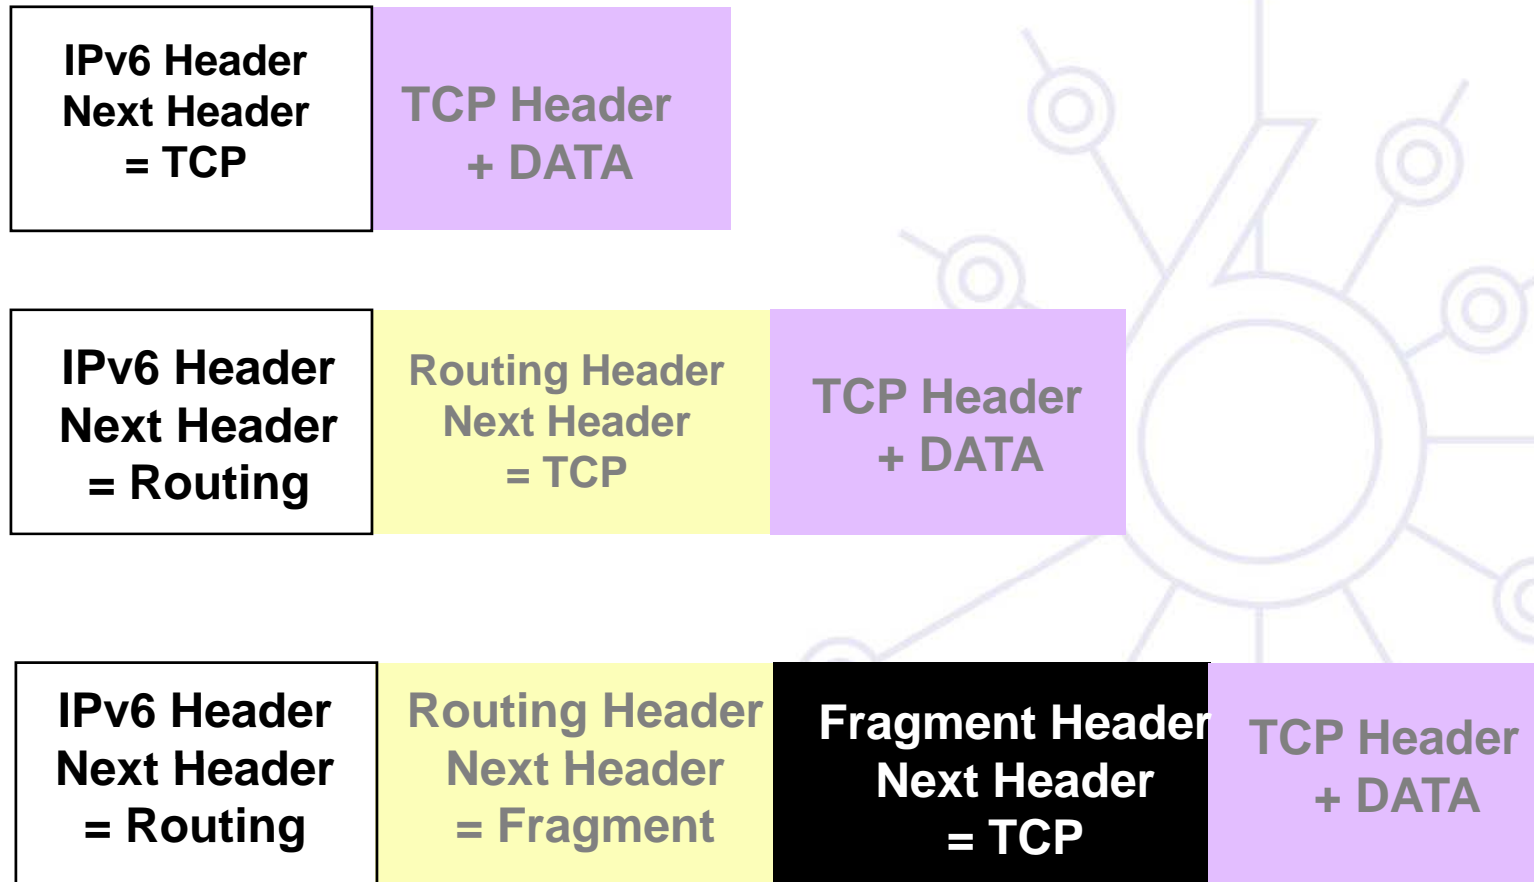 IPv6 Header
Next Header
= TCP
TCP Header
+ DATA
IPv6 Header
Next Header
= Routing
Routing Header
Next Header
= TCP
TCP Header
+ DATA
IPv6 Header
Next Header
= Routing
Routing Header
Next Header
= Fragment
Fragment Header
Next Header
= TCP
TCP Header
+ DATA